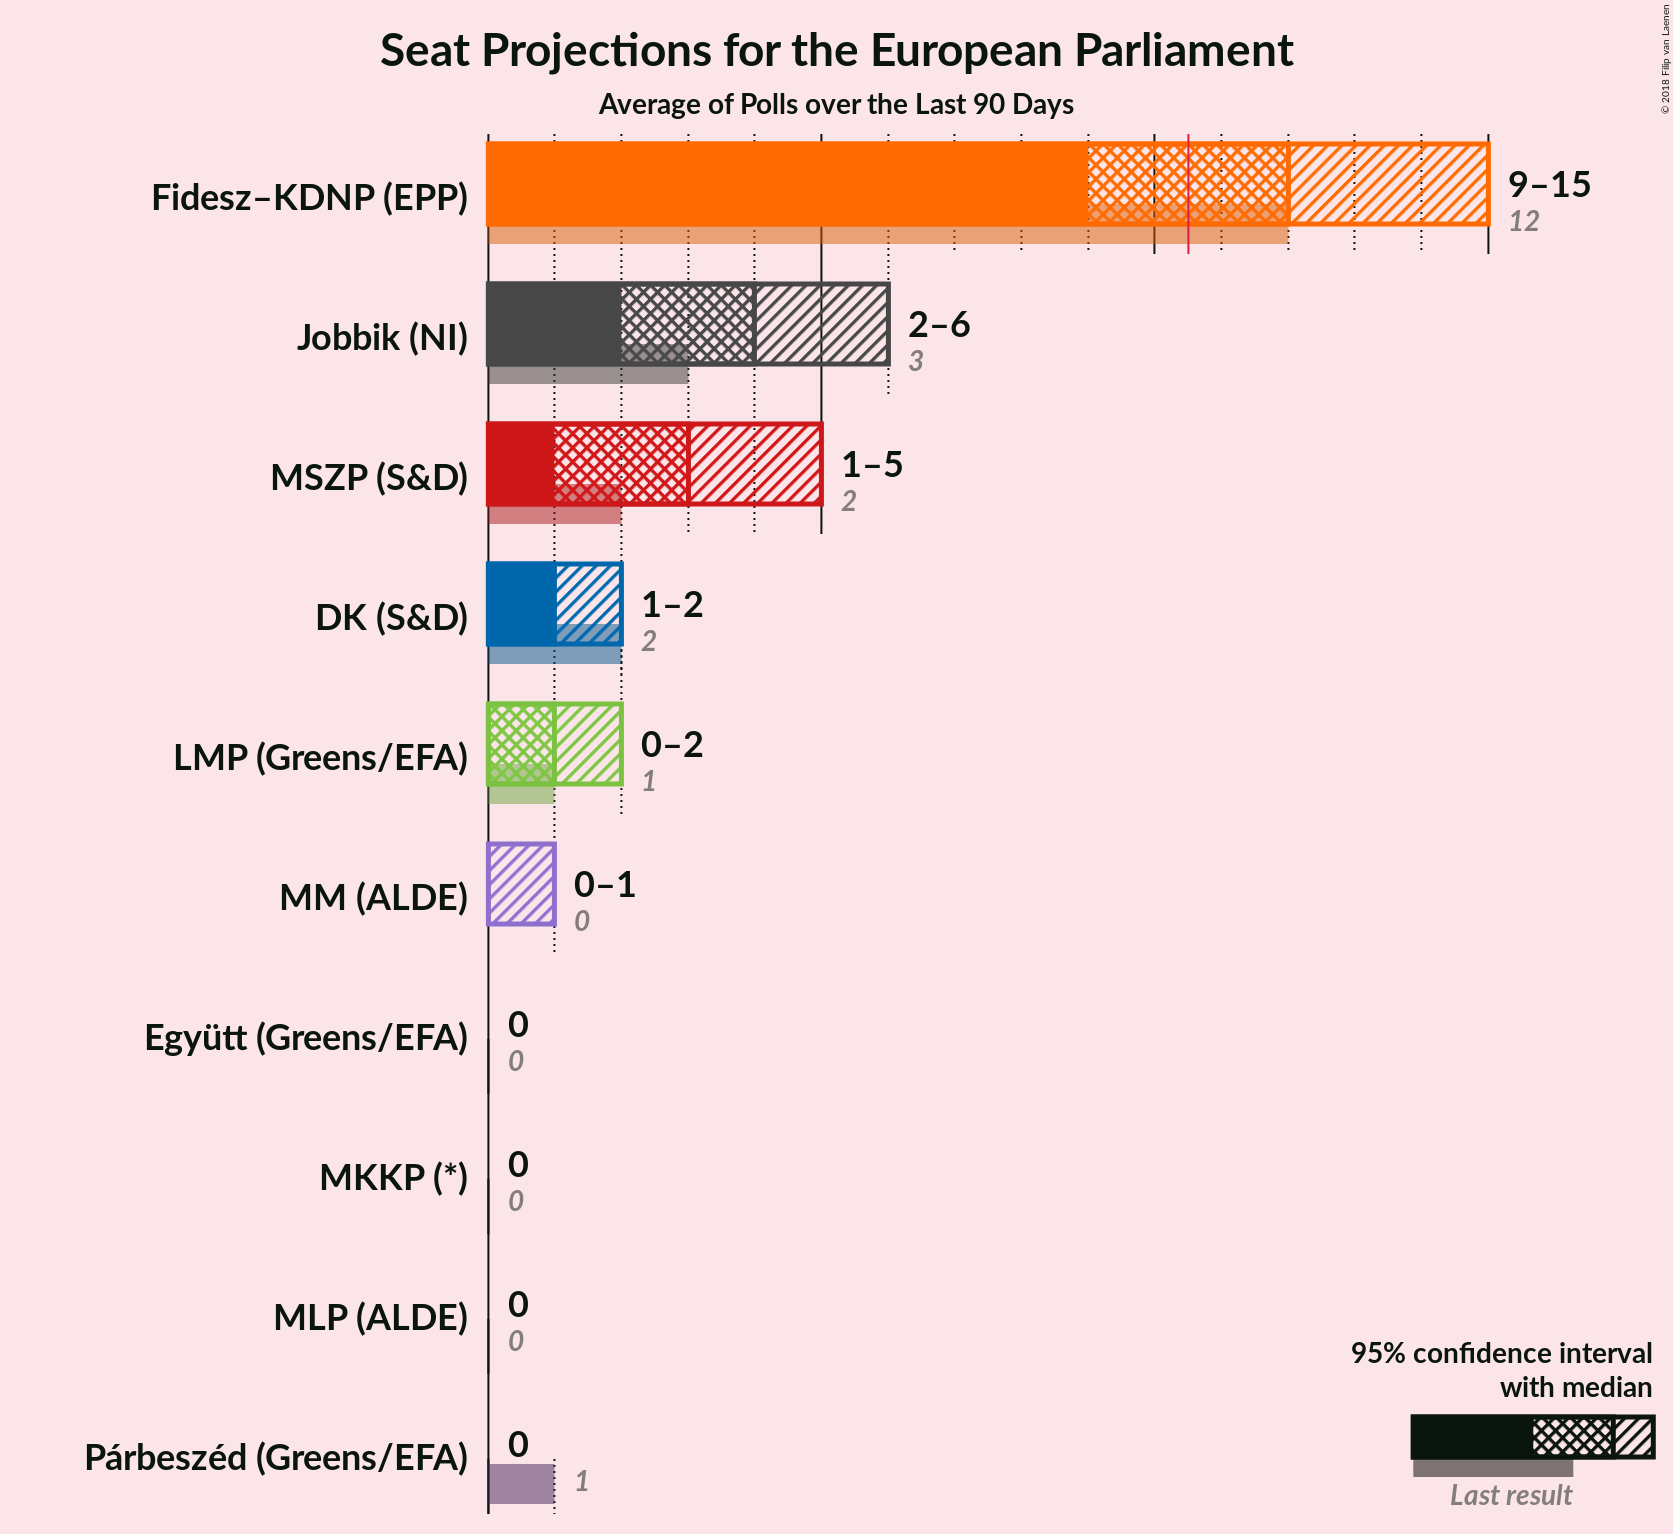 Seat Projections for the European Parliament
Average of Polls over the Last 90 Days
© 2018 Filip van Laenen
Fidesz–KDNP (EPP)
9–15
12
Jobbik (NI)
2–6
3
MSZP (S&D)
1–5
2
DK (S&D)
1–2
2
LMP (Greens/EFA)
0–2
1
MM (ALDE)
0–1
0
Együtt (Greens/EFA)
0
0
MKKP (*)
0
0
MLP (ALDE)
0
0
Párbeszéd (Greens/EFA)
0
1
95% confidence interval
with median
Last result